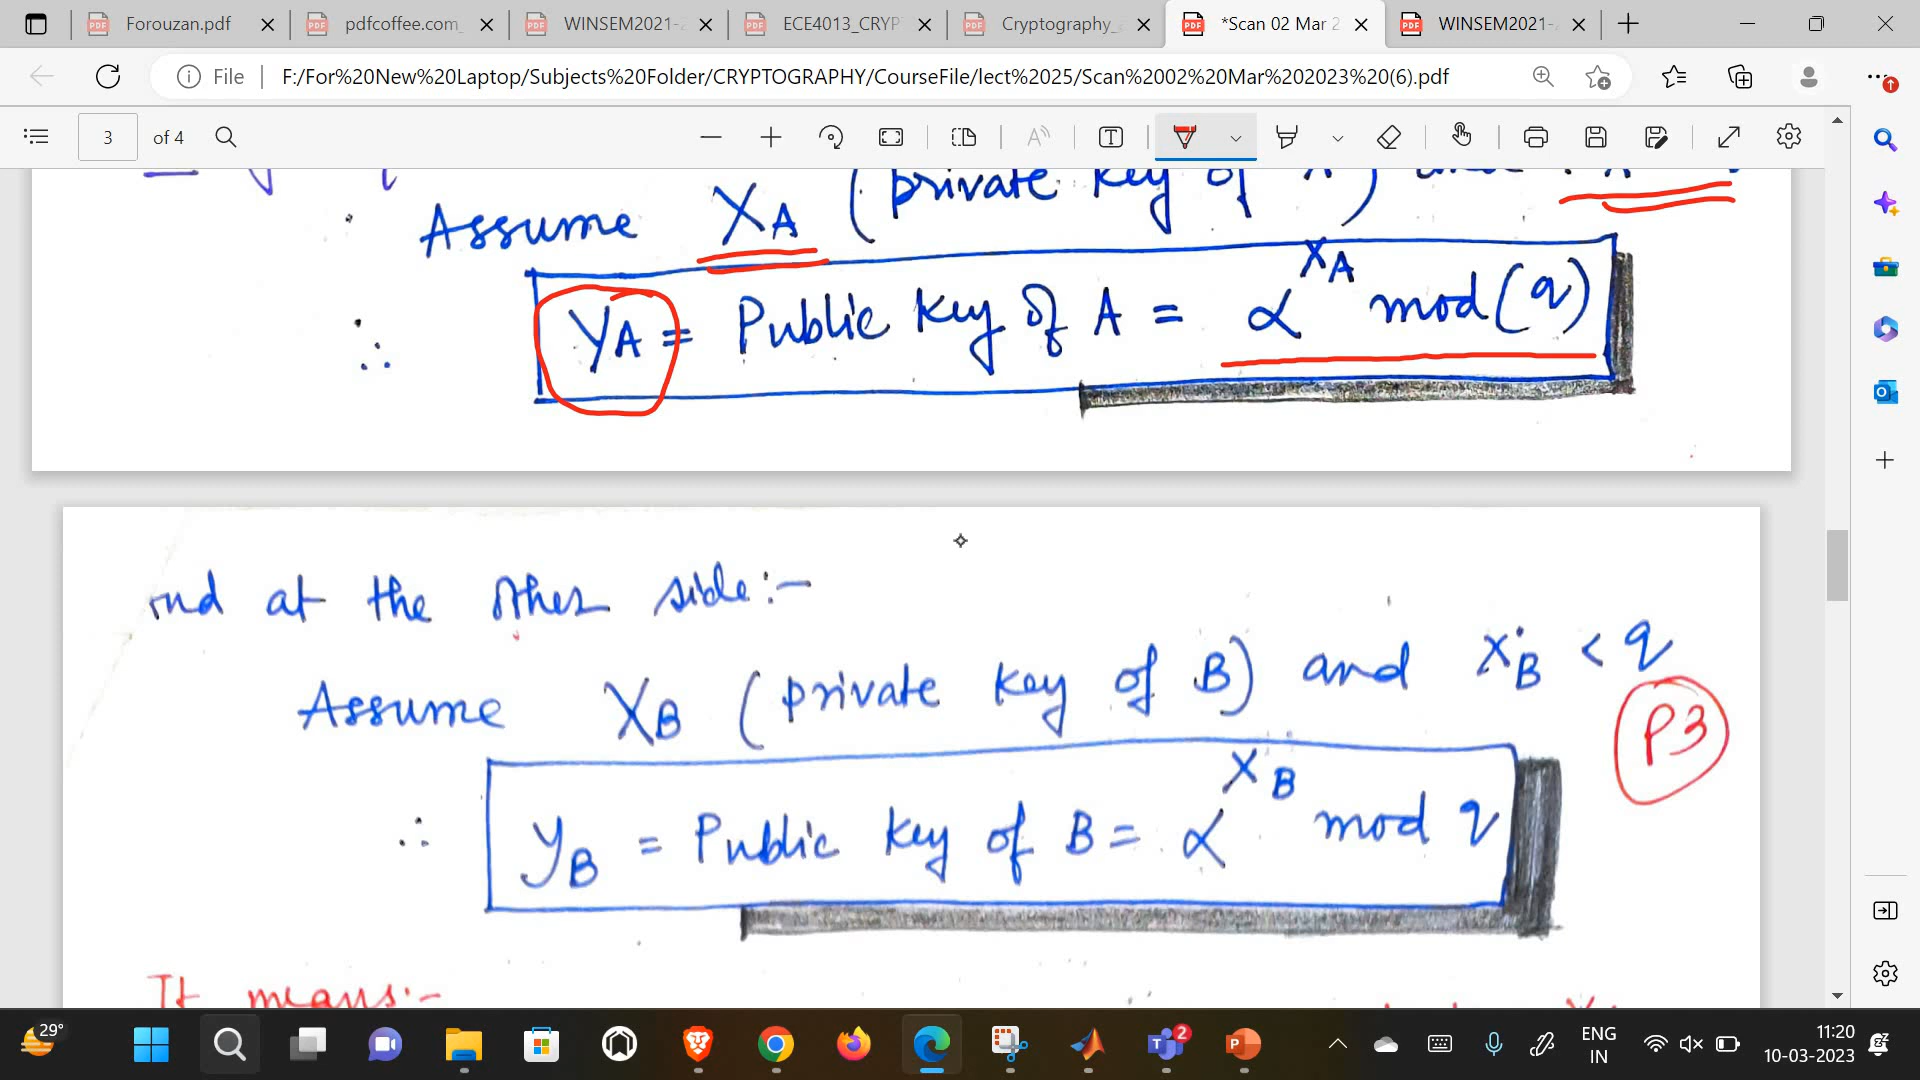 Forouzan.pdf
pdfcoffee.com_
WINSEM2021-
ECE4013_CRYP
Cryptography_
*Scan 02 Mar 2
WINSEM2021-
File
F:/For%20New%20Laptop/Subjects%20Folder/CRYPTOGRAPHY/CourseFile/lect%2025/Scan%2002%20Mar%202023%20(6).pdf
3 of 4
Assume XA (private key of A) and
∴ YA = Public key of A = α^XA mod(q)
and at the other side:-
Assume XB (private key of B) and XB < q
P3
∴ YB = Public key of B = α^XB mod q
It means:-
29°
2
ENG
IN
11:20
10-03-2023